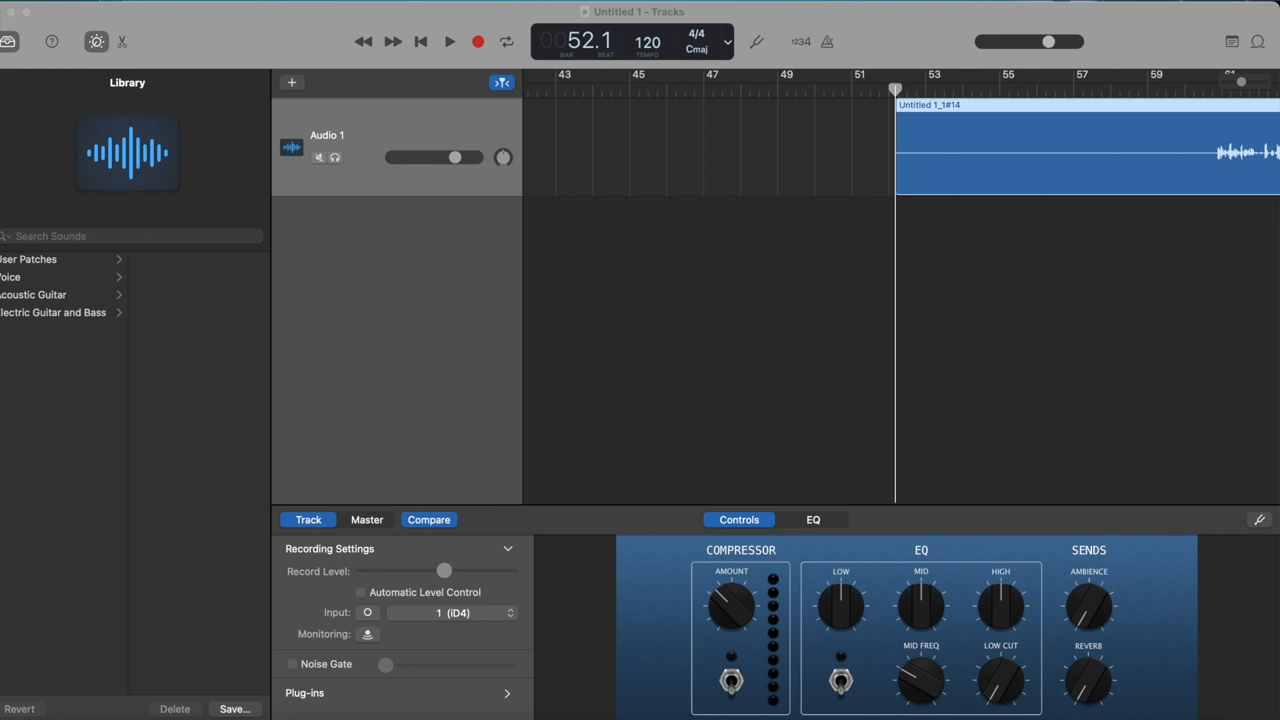 Untitled 1 - Tracks
0052.1
BAR BEAT
120
TEMPO
4/4
Cmaj
1234
Library
Search Sounds
User Patches
Voice
Acoustic Guitar
Electric Guitar and Bass
Revert
Delete
Save...
43 45 47 49 51 53 55 57 59 61
Audio 1
Untitled 1_1#14
Track
Master
Compare
Controls
EQ
Recording Settings
Record Level:
Automatic Level Control
Input:
1 (iD4)
Monitoring:
Noise Gate
Plug-ins
COMPRESSOR
AMOUNT
EQ
LOW
MID
HIGH
MID FREQ
LOW CUT
SENDS
AMBIENCE
REVERB